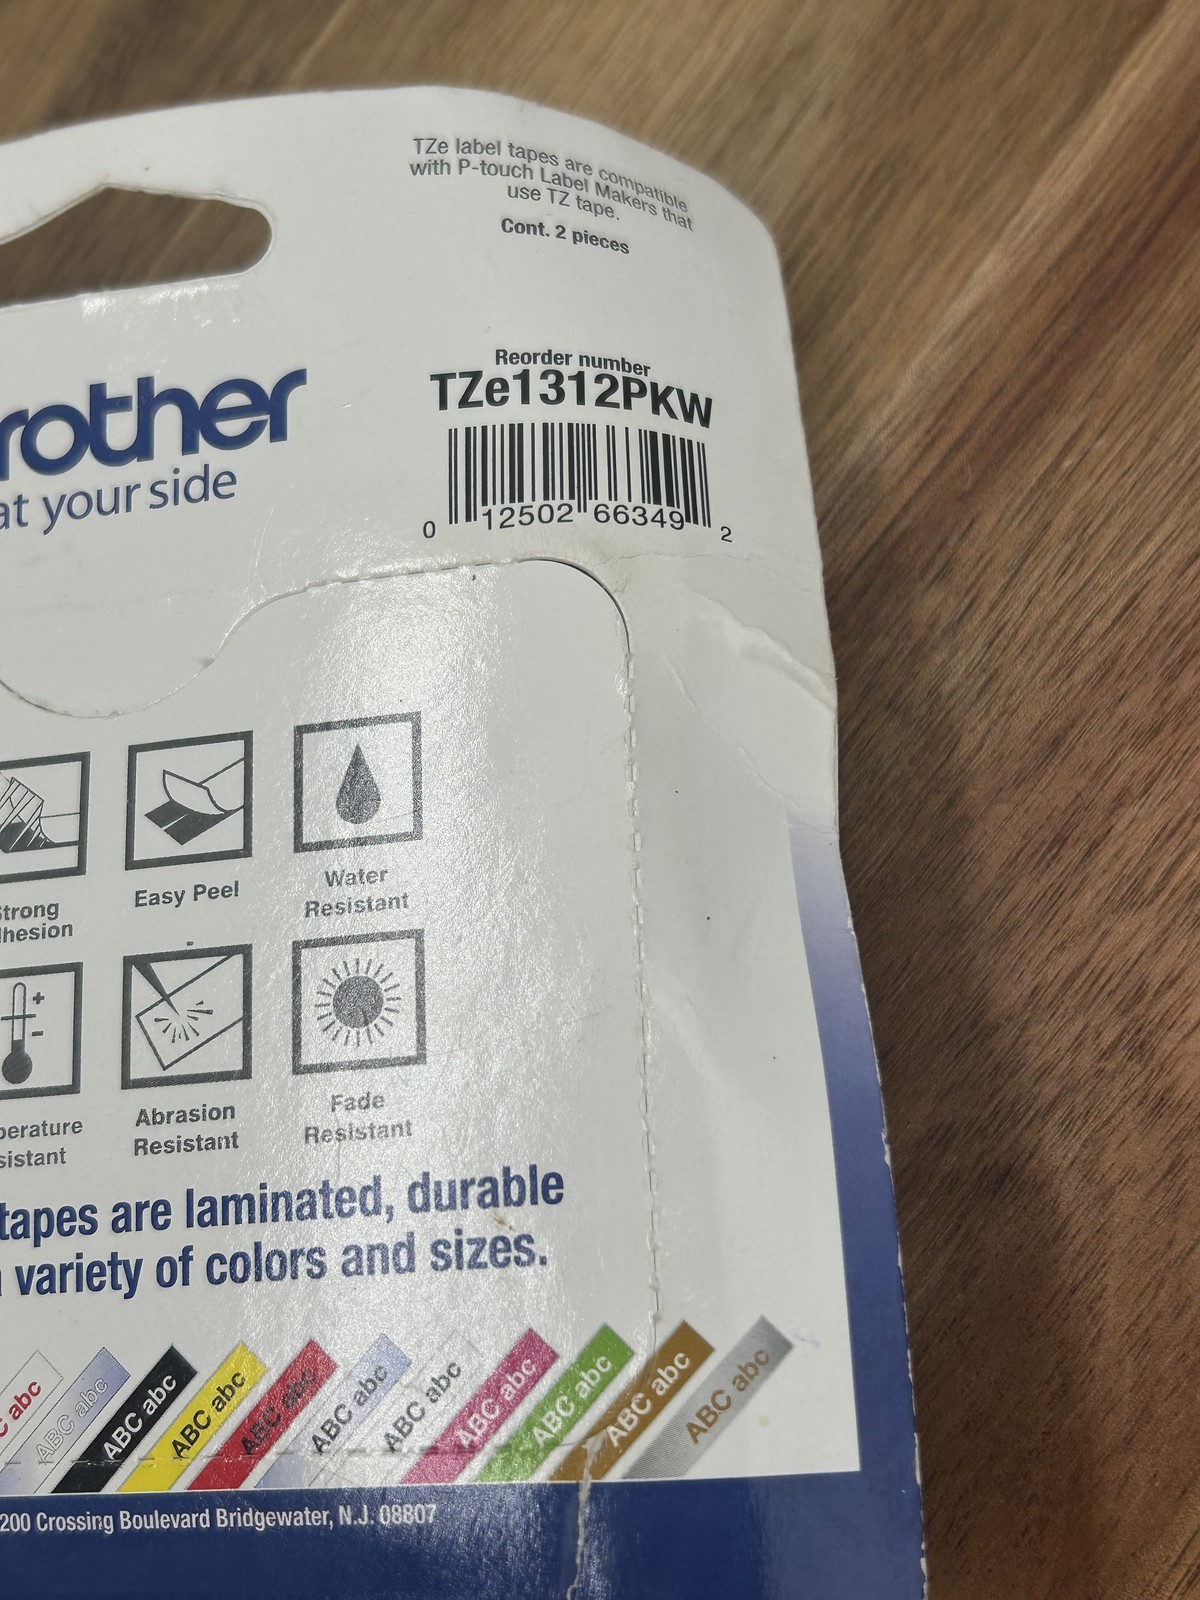 TZe label tapes are compatible
with P-touch Label Makers that
use TZ tape.
Cont. 2 pieces
Reorder number
TZe1312PKW
0 12502 66349 2
rother
at your side
Strong
hesion
Easy Peel
Water
Resistant
perature
sistant
Abrasion
Resistant
Fade
Resistant
tapes are laminated, durable
variety of colors and sizes.
C abc
ABC abc
ABC abc
ABC abc
ABC abc
ABC abc
ABC abc
ABC abc
ABC abc
ABC abc
ABC abc
200 Crossing Boulevard Bridgewater, N.J. 08807